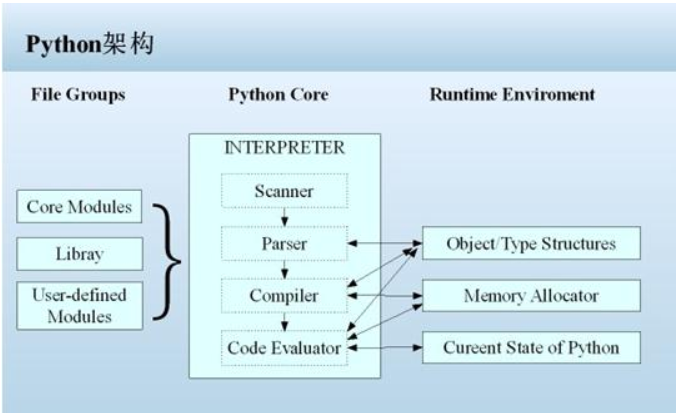 Python架构
File Groups
Python Core
Runtime Enviroment
INTERPRETER
Scanner
Core Modules
Parser
Object/Type Structures
Libray
Compiler
Memory Allocator
User-defined
Modules
Code Evaluator
Cureent State of Python